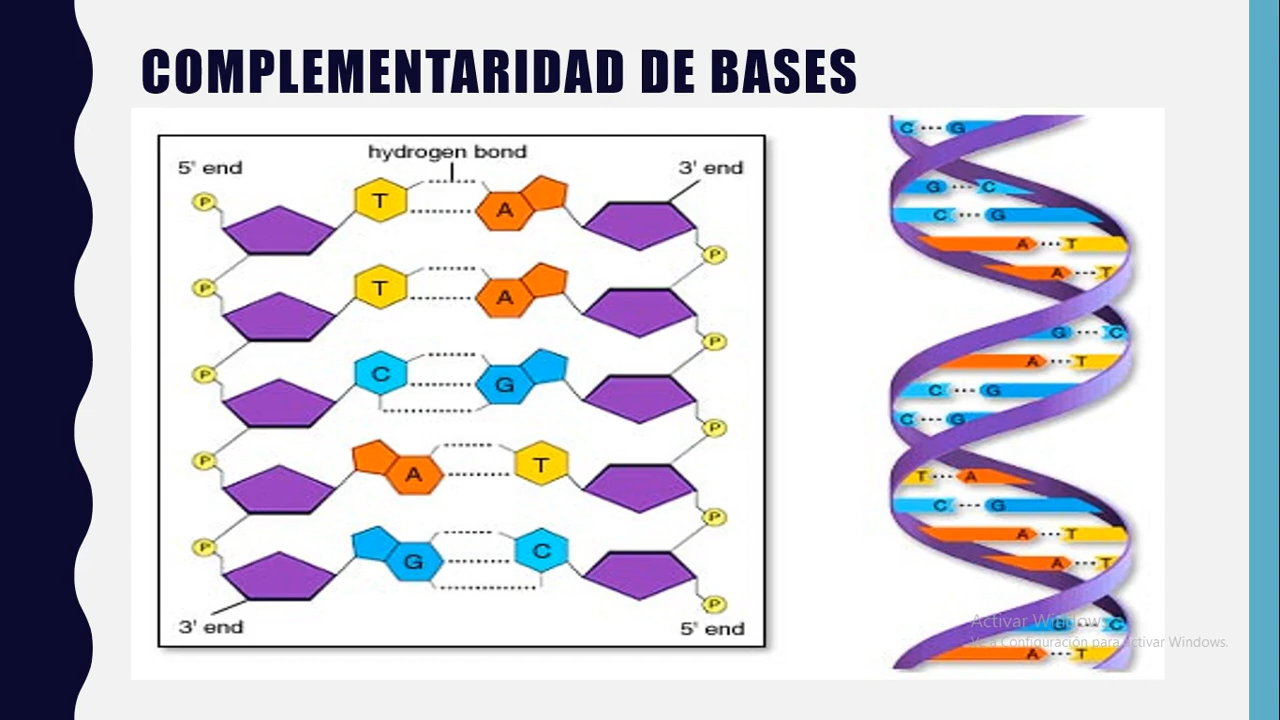 COMPLEMENTARIDAD DE BASES
hydrogen bond
5' end
3' end
P
T
A
P
P
T
A
P
P
C
G
P
P
A
T
P
P
G
C
P
3' end
5' end
C G
G C
C G
A T
A T
G C
A T
C G
C G
T A
C G
A T
A T
G C
A T
Activar Windows
Ve a Configuración para activar Windows.